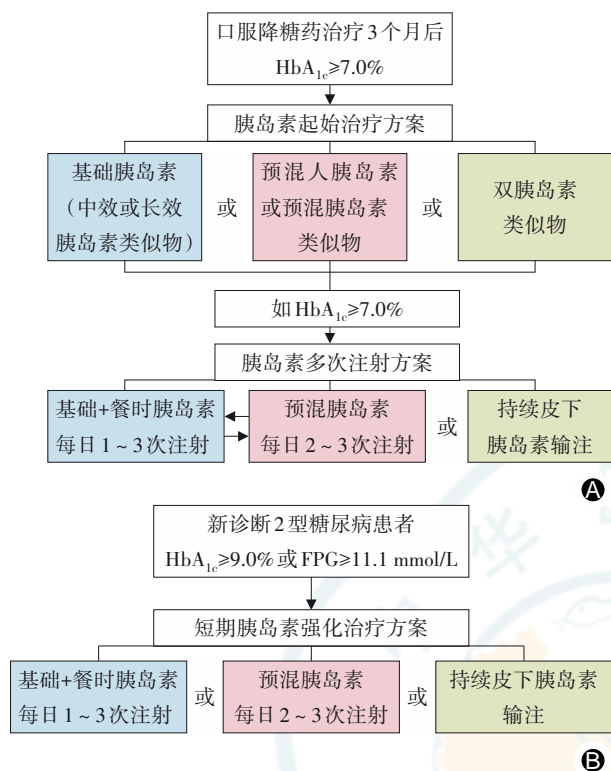 口服降糖药治疗3个月后
HbA1c≥7.0%
胰岛素起始治疗方案
基础胰岛素
（中效或长效
胰岛素类似物）
或
预混人胰岛素
或预混胰岛素
类似物
或
双胰岛素
类似物
如HbA1c≥7.0%
胰岛素多次注射方案
基础+餐时胰岛素
每日1~3次注射
预混胰岛素
每日2~3次注射
或
持续皮下
胰岛素输注
A
新诊断2型糖尿病患者
HbA1c≥9.0%或FPG≥11.1 mmol/L
短期胰岛素强化治疗方案
基础+餐时胰岛素
每日1~3次注射
或
预混胰岛素
每日2~3次注射
或
持续皮下胰岛素
输注
B
华